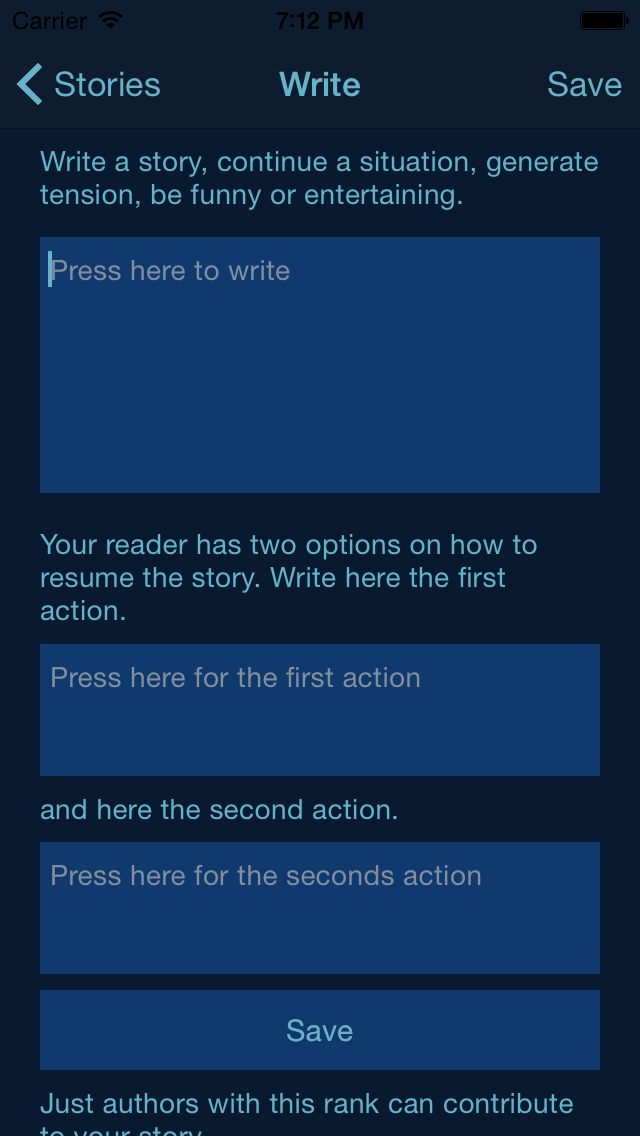 Carrier 7:12 PM
Stories Write Save
Write a story, continue a situation, generate
tension, be funny or entertaining.
Press here to write
Your reader has two options on how to
resume the story. Write here the first
action.
Press here for the first action
and here the second action.
Press here for the seconds action
Save
Just authors with this rank can contribute
to your story